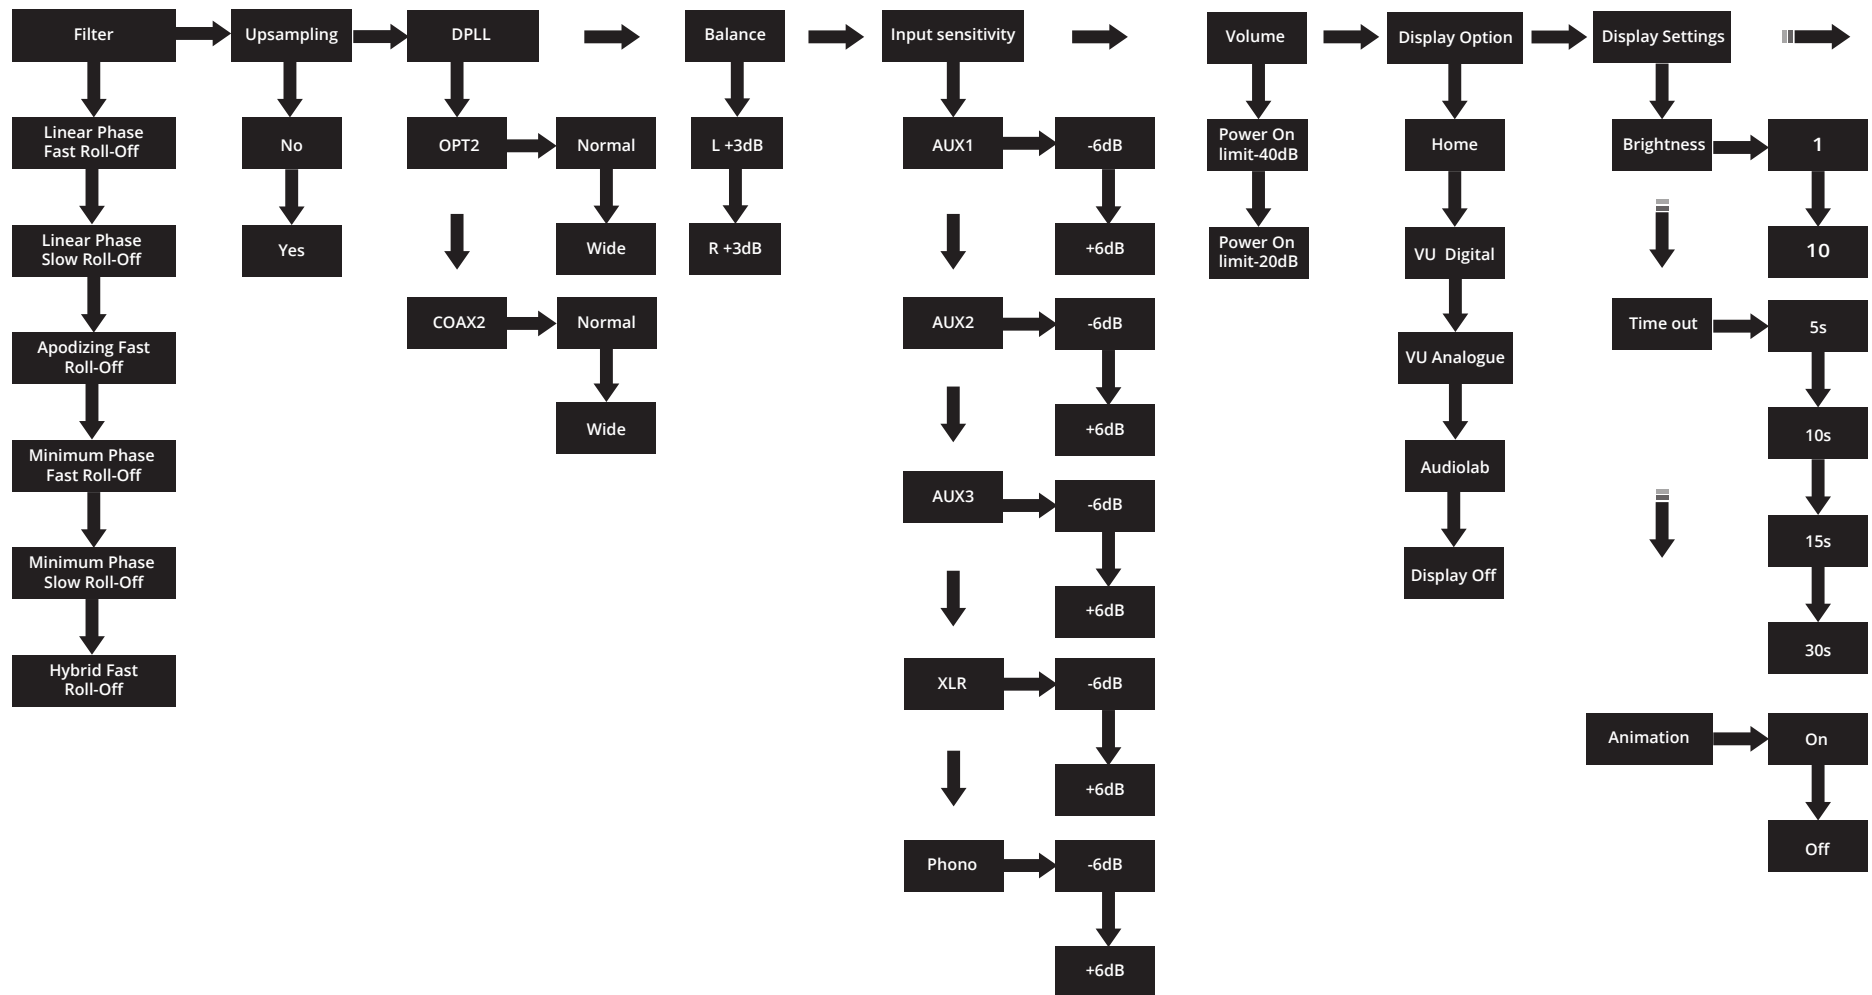 Filter
Upsampling
DPLL
Balance
Input sensitivity
Volume
Display Option
Display Settings
Linear Phase
Fast Roll-Off
Linear Phase
Slow Roll-Off
Apodizing Fast
Roll-Off
Minimum Phase
Fast Roll-Off
Minimum Phase
Slow Roll-Off
Hybrid Fast
Roll-Off
No
Yes
OPT2
Normal
Wide
COAX2
Normal
Wide
L +3dB
R +3dB
AUX1
-6dB
+6dB
AUX2
-6dB
+6dB
AUX3
-6dB
+6dB
XLR
-6dB
+6dB
Phono
-6dB
+6dB
Power On
limit-40dB
Power On
limit-20dB
Home
VU Digital
VU Analogue
Audiolab
Display Off
Brightness
1
10
Time out
5s
10s
15s
30s
Animation
On
Off